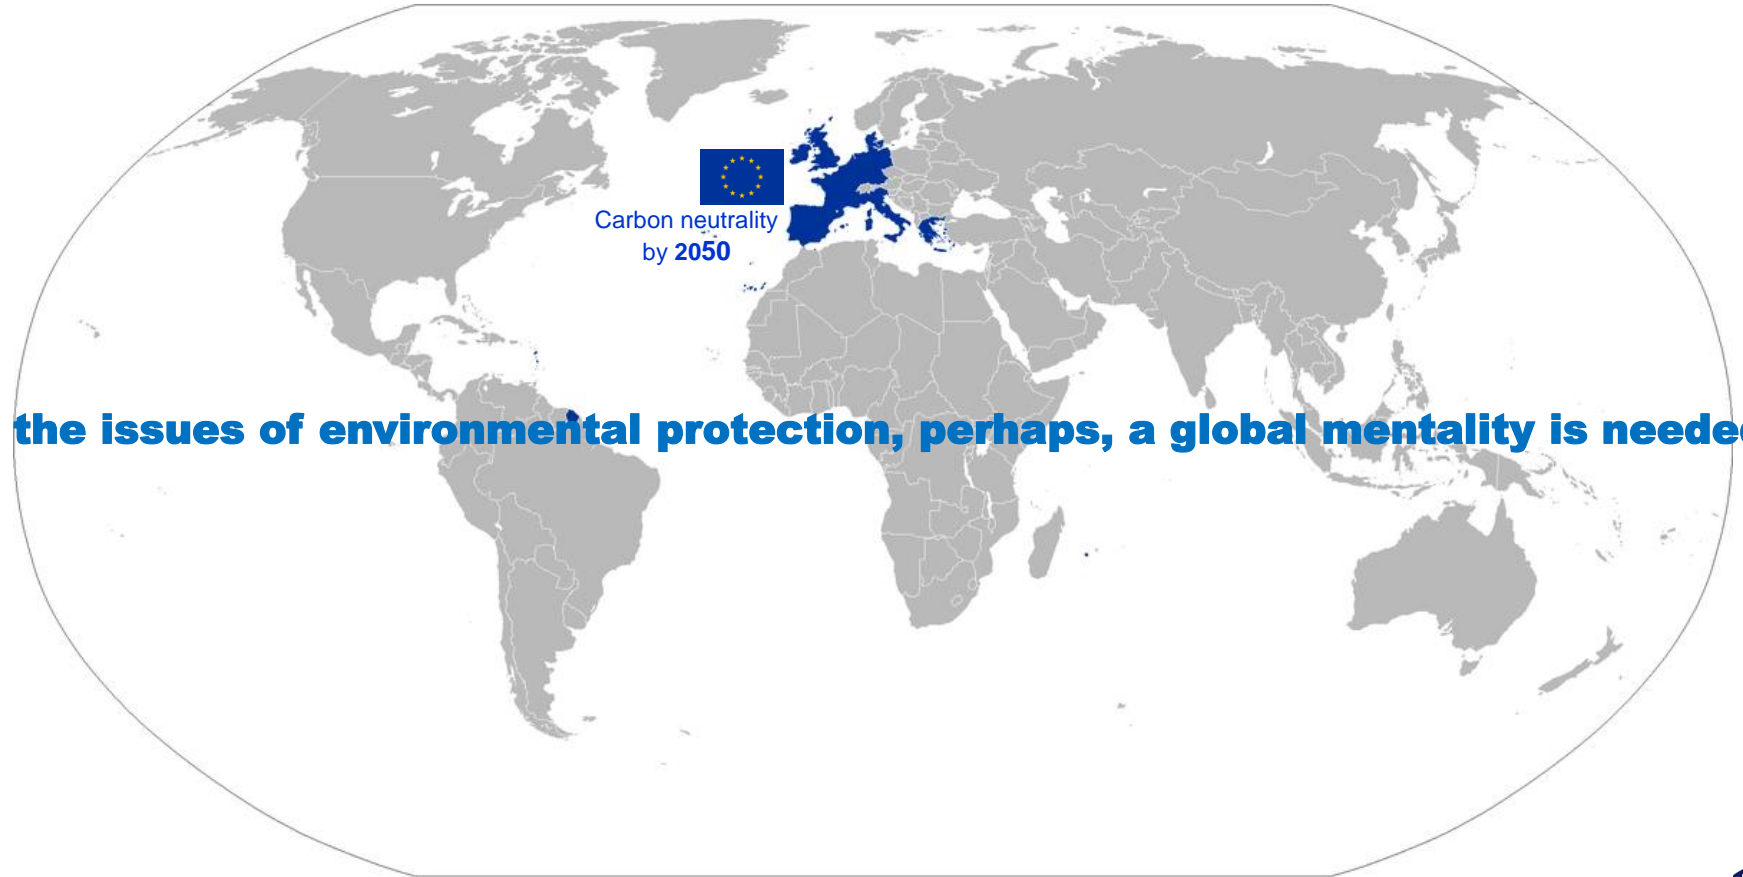 Carbon neutrality
by 2050
the issues of environmental protection, perhaps, a global mentality is neede